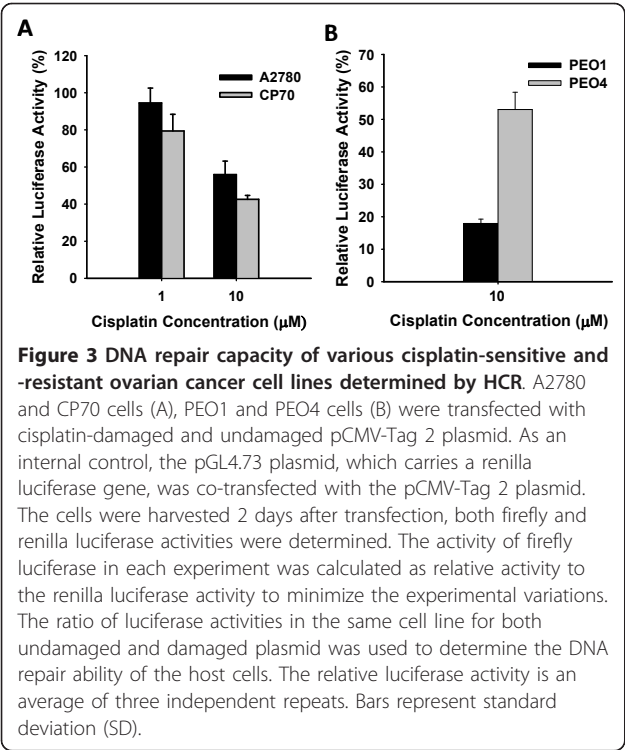 A
Relative Luciferase Activity (%)
120
100
80
60
40
20
0
A2780
CP70
1
10
Cisplatin Concentration (μM)
B
Relative Luciferase Activity (%)
70
60
50
40
30
20
10
0
PEO1
PEO4
10
Cisplatin Concentration (μM)
Figure 3 DNA repair capacity of various cisplatin-sensitive and
-resistant ovarian cancer cell lines determined by HCR. A2780
and CP70 cells (A), PEO1 and PEO4 cells (B) were transfected with
cisplatin-damaged and undamaged pCMV-Tag 2 plasmid. As an
internal control, the pGL4.73 plasmid, which carries a renilla
luciferase gene, was co-transfected with the pCMV-Tag 2 plasmid.
The cells were harvested 2 days after transfection, both firefly and
renilla luciferase activities were determined. The activity of firefly
luciferase in each experiment was calculated as relative activity to
the renilla luciferase activity to minimize the experimental variations.
The ratio of luciferase activities in the same cell line for both
undamaged and damaged plasmid was used to determine the DNA
repair ability of the host cells. The relative luciferase activity is an
average of three independent repeats. Bars represent standard
deviation (SD).